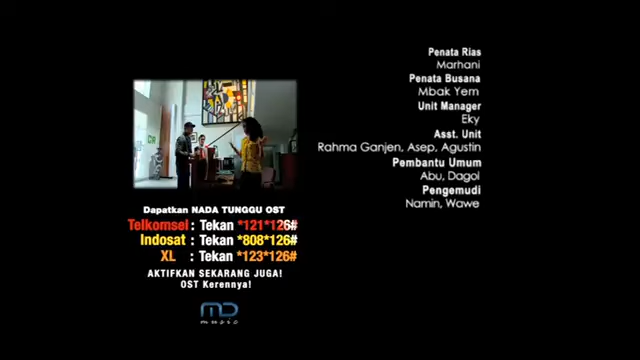 Penata Rias
Marhani
Penata Busana
Mbak Yem
Unit Manager
Eky
Asst. Unit
Rahma Ganjen, Asep, Agustin
Pembantu Umum
Abu, Dagol
Pengemudi
Namin, Wawe
Dapatkan NADA TUNGGU OST
Telkomsel : Tekan *121*126#
Indosat : Tekan *808*126#
XL : Tekan *123*126#
AKTIFKAN SEKARANG JUGA!
OST Kerennya!
MD
music